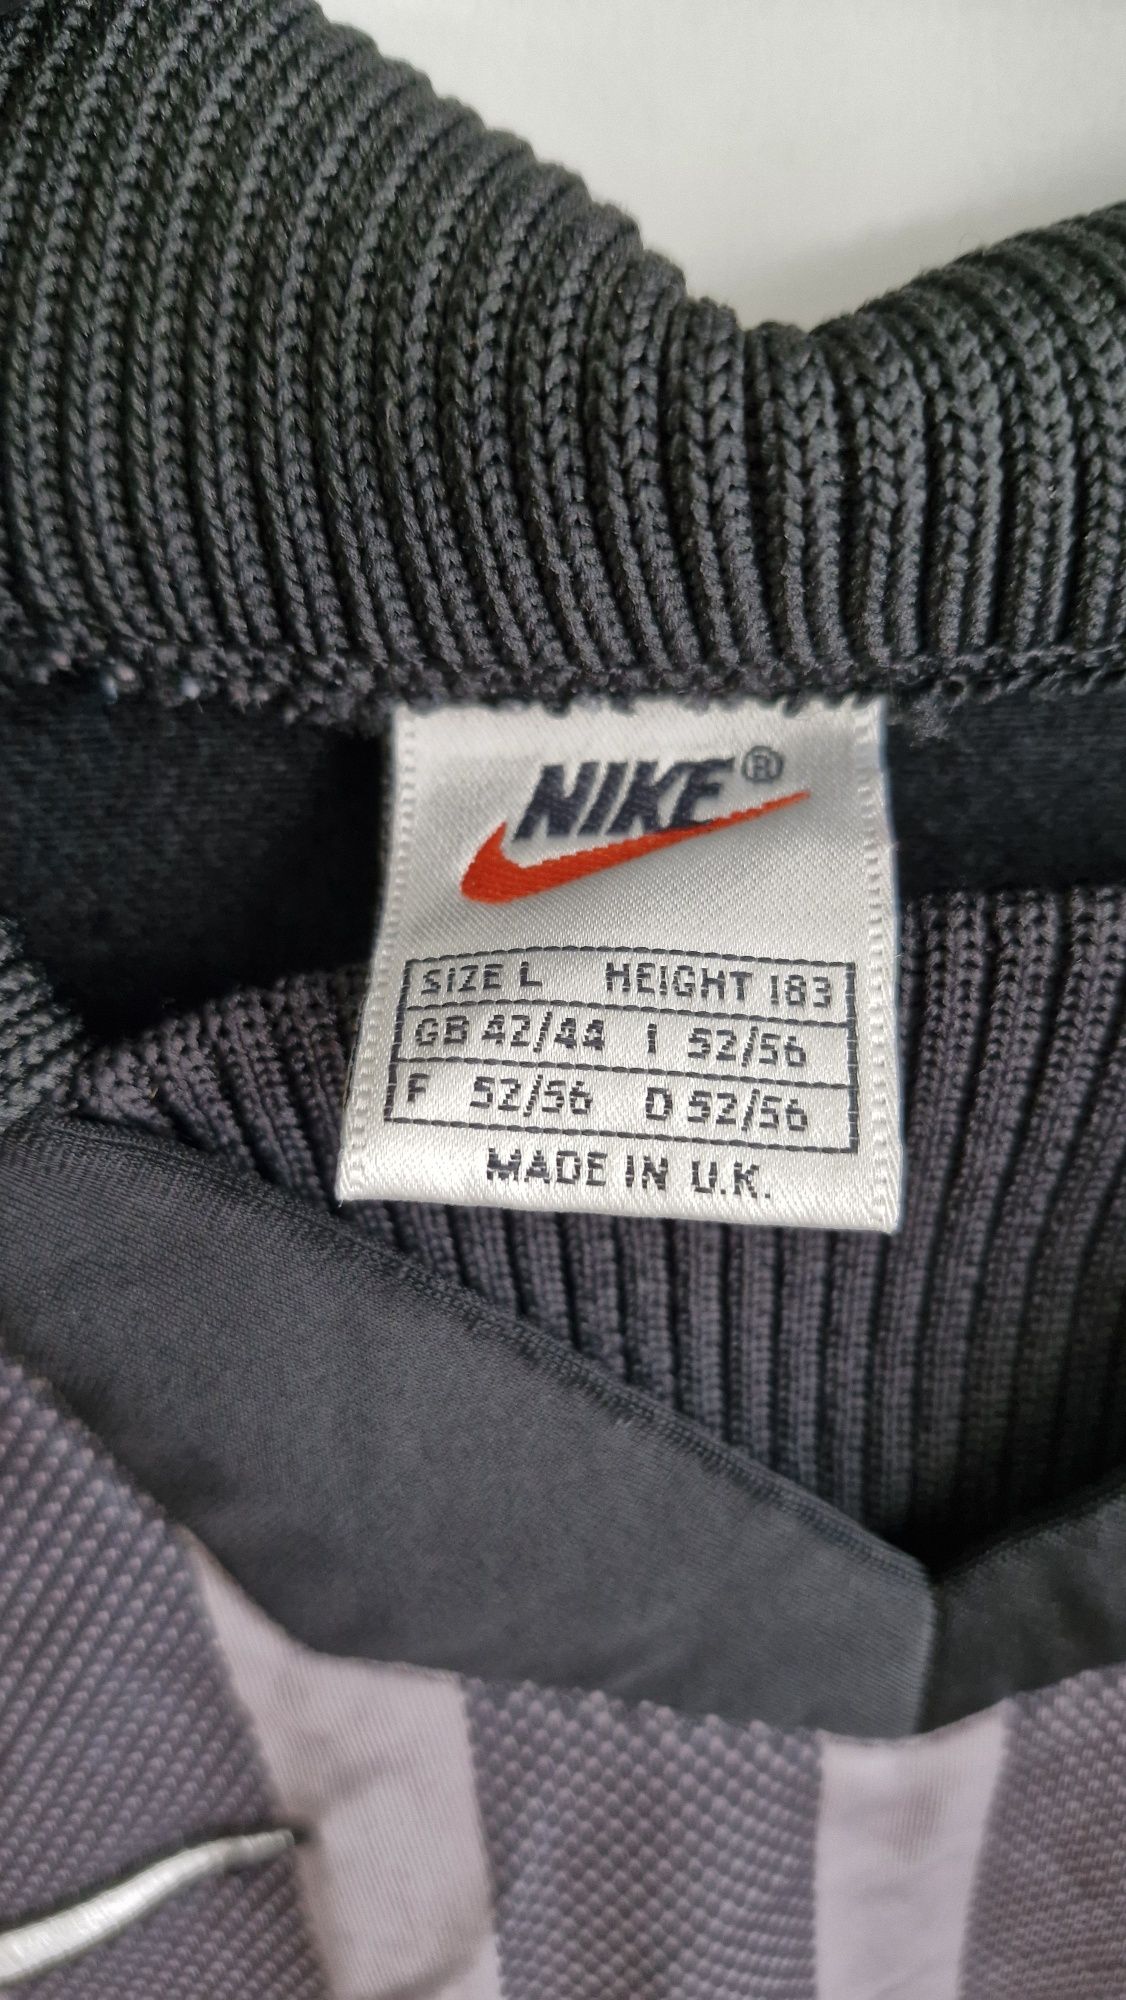 NIKE®
SIZE L HEIGHT 183
GB 42/44 I 52/56
F 52/56 D 52/56
MADE IN U.K.